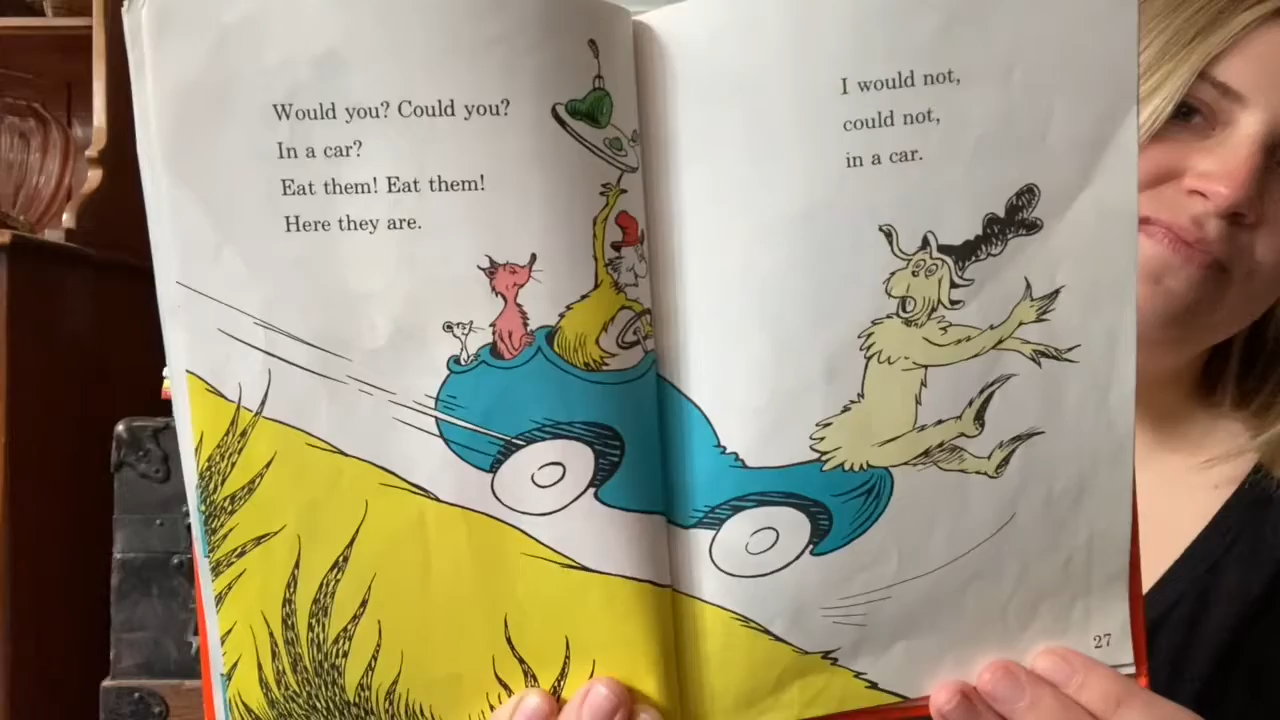 Would you? Could you?
In a car?
Eat them! Eat them!
Here they are.
I would not,
could not,
in a car.
27